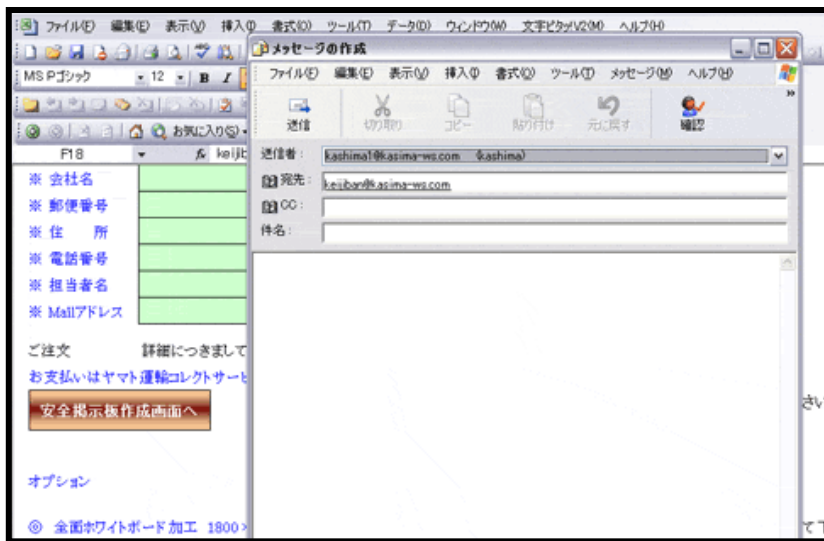 ファイル(F) 編集(E) 表示(V) 挿入(I) 書式(O) ツール(T) データ(D) ウィンドウ(W) 文字ピタッ!V2(M) ヘルプ(H)
メッセージの作成
MS Pゴシック 12 B I
ファイル(F) 編集(E) 表示(V) 挿入(I) 書式(O) ツール(T) メッセージ(M) ヘルプ(H)
送信 切り取り コピー 貼り付け 元に戻す 確認
お気に入り(S)
F18 fx keijib
送信者: kashima1@kasima-ws.com (kashima)
宛先: keijiban@kasima-ws.com
CC:
件名:
※ 会社名
※ 郵便番号
※ 住 所
※ 電話番号
※ 担当者名
※ Mailアドレス
ご注文 詳細につきまして
お支払いはヤマト運輸コレクトサービ
さい
安全掲示板作成画面へ
オプション
◎ 全面ホワイトボード加工 1800×
て下